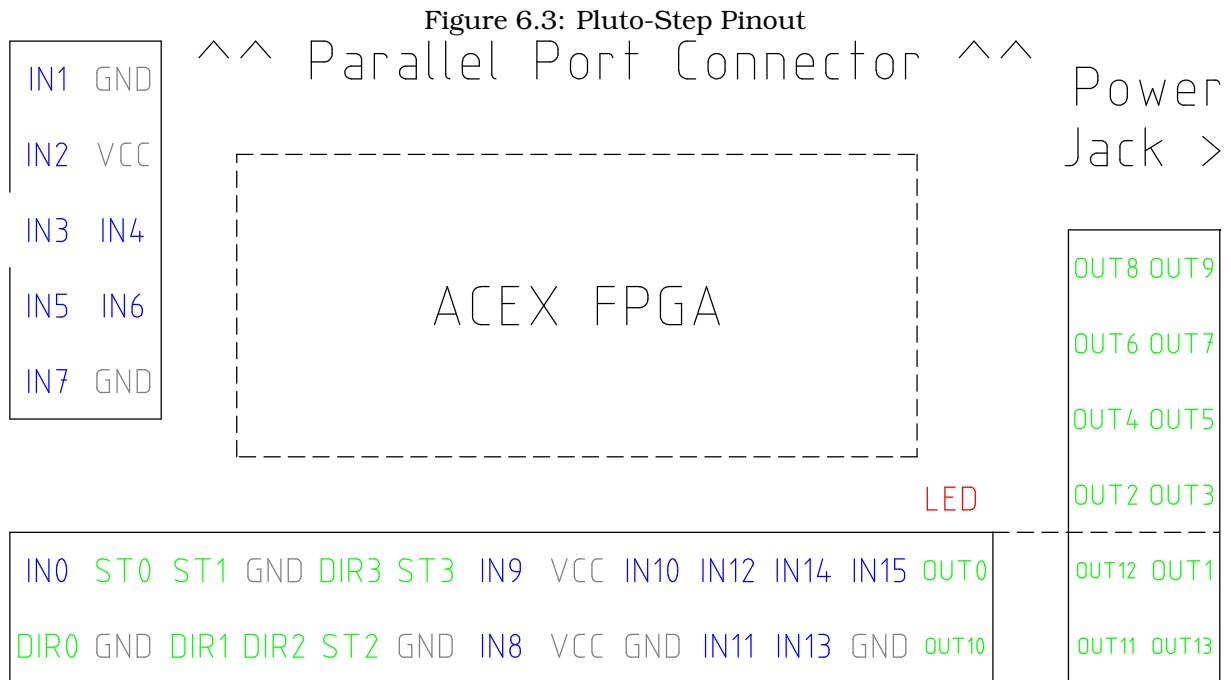 Figure 6.3: Pluto-Step Pinout
^^ Parallel Port Connector ^^
Power
Jack >
IN1 GND
IN2 VCC
IN3 IN4
IN5 IN6
IN7 GND
ACEX FPGA
OUT8 OUT9
OUT6 OUT7
OUT4 OUT5
OUT2 OUT3
LED
IN0 ST0 ST1 GND DIR3 ST3 IN9 VCC IN10 IN12 IN14 IN15 OUT0
OUT12 OUT1
DIR0 GND DIR1 DIR2 ST2 GND IN8 VCC GND IN11 IN13 GND OUT10
OUT11 OUT13